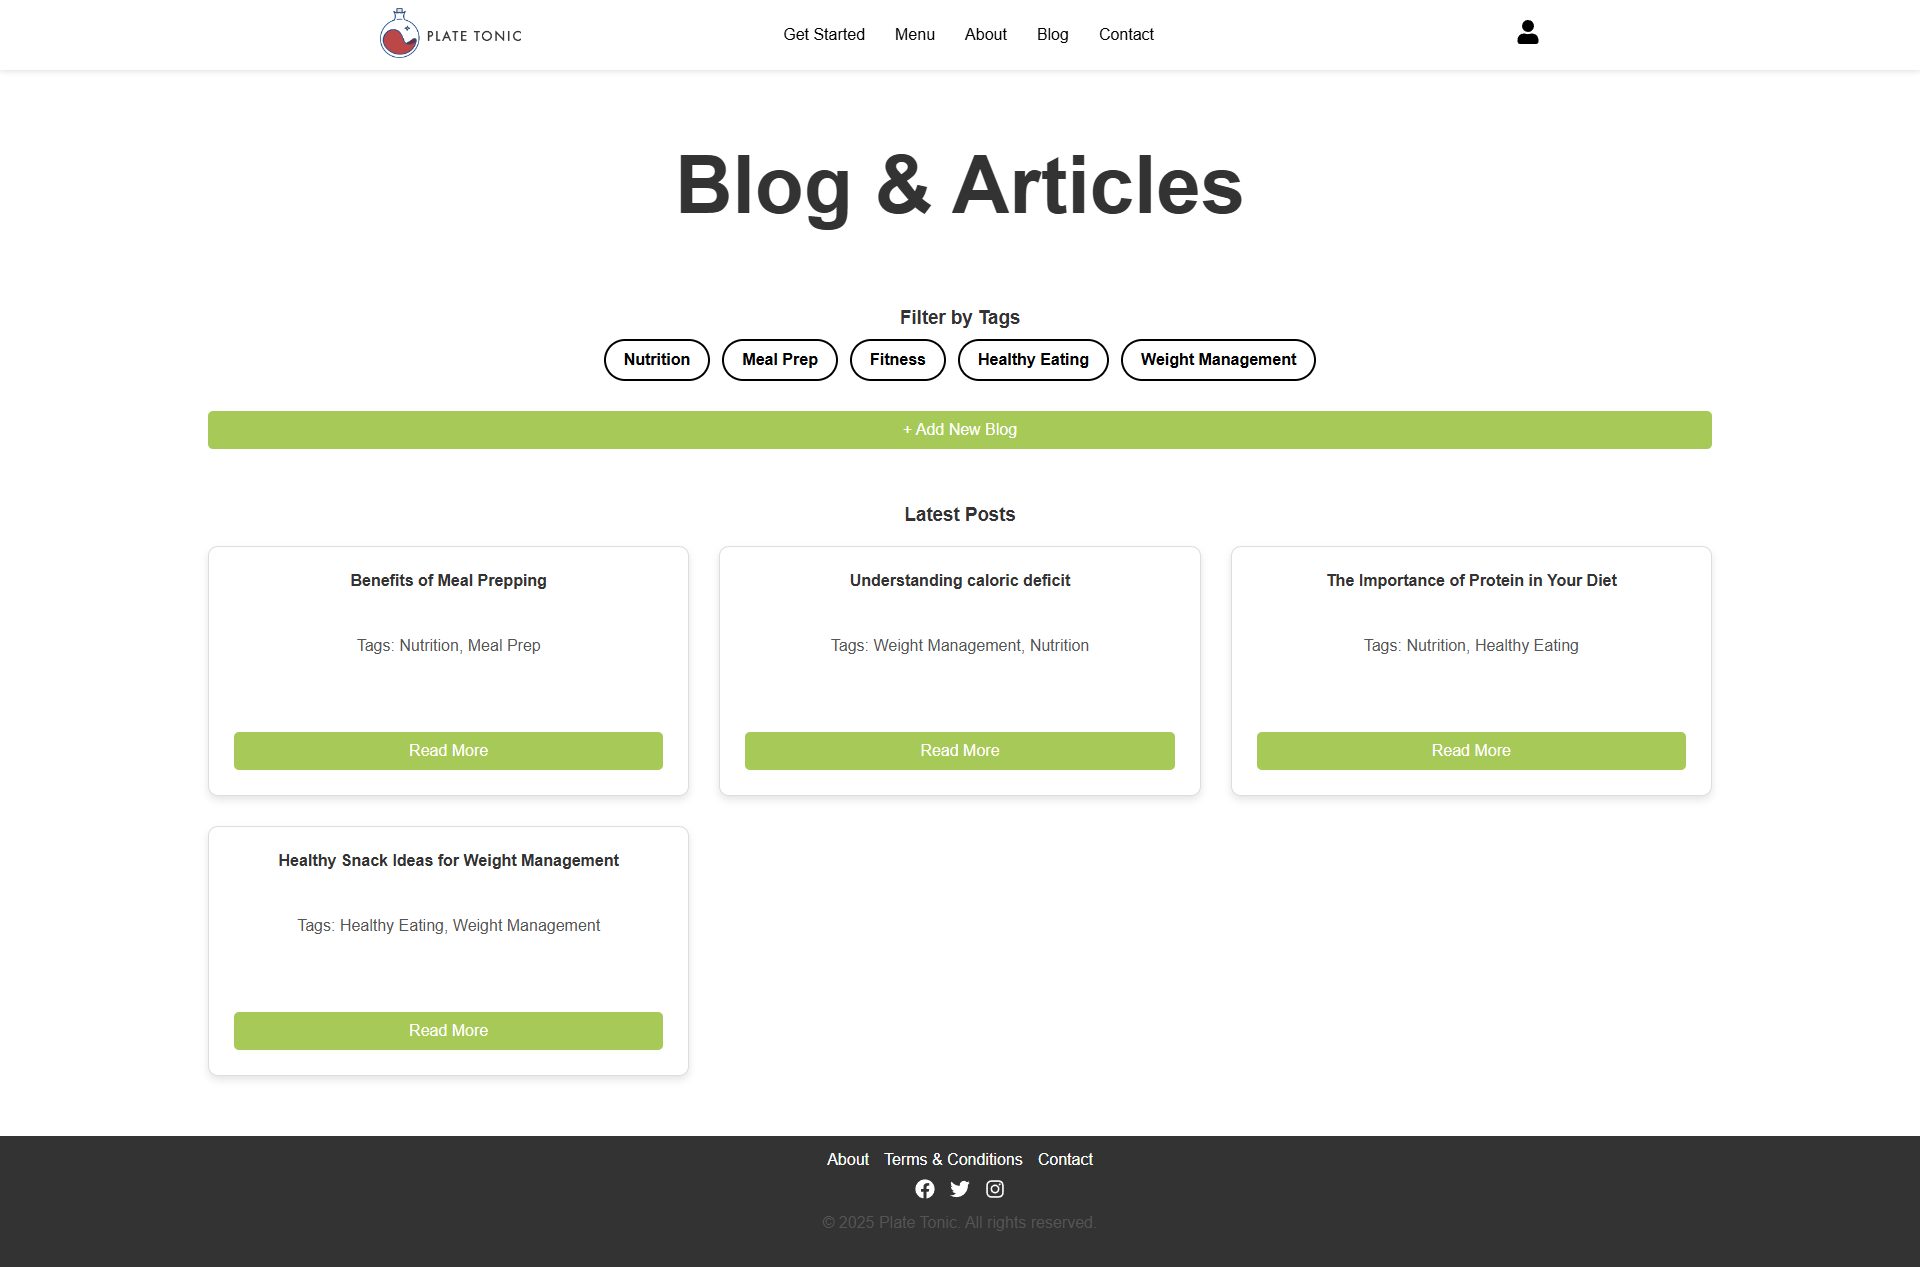 PLATE TONIC
Get Started Menu About Blog Contact
Blog & Articles
Filter by Tags
Nutrition Meal Prep Fitness Healthy Eating Weight Management
+ Add New Blog
Latest Posts
Benefits of Meal Prepping
Tags: Nutrition, Meal Prep
Read More
Understanding caloric deficit
Tags: Weight Management, Nutrition
Read More
The Importance of Protein in Your Diet
Tags: Nutrition, Healthy Eating
Read More
Healthy Snack Ideas for Weight Management
Tags: Healthy Eating, Weight Management
Read More
About Terms & Conditions Contact
© 2025 Plate Tonic. All rights reserved.